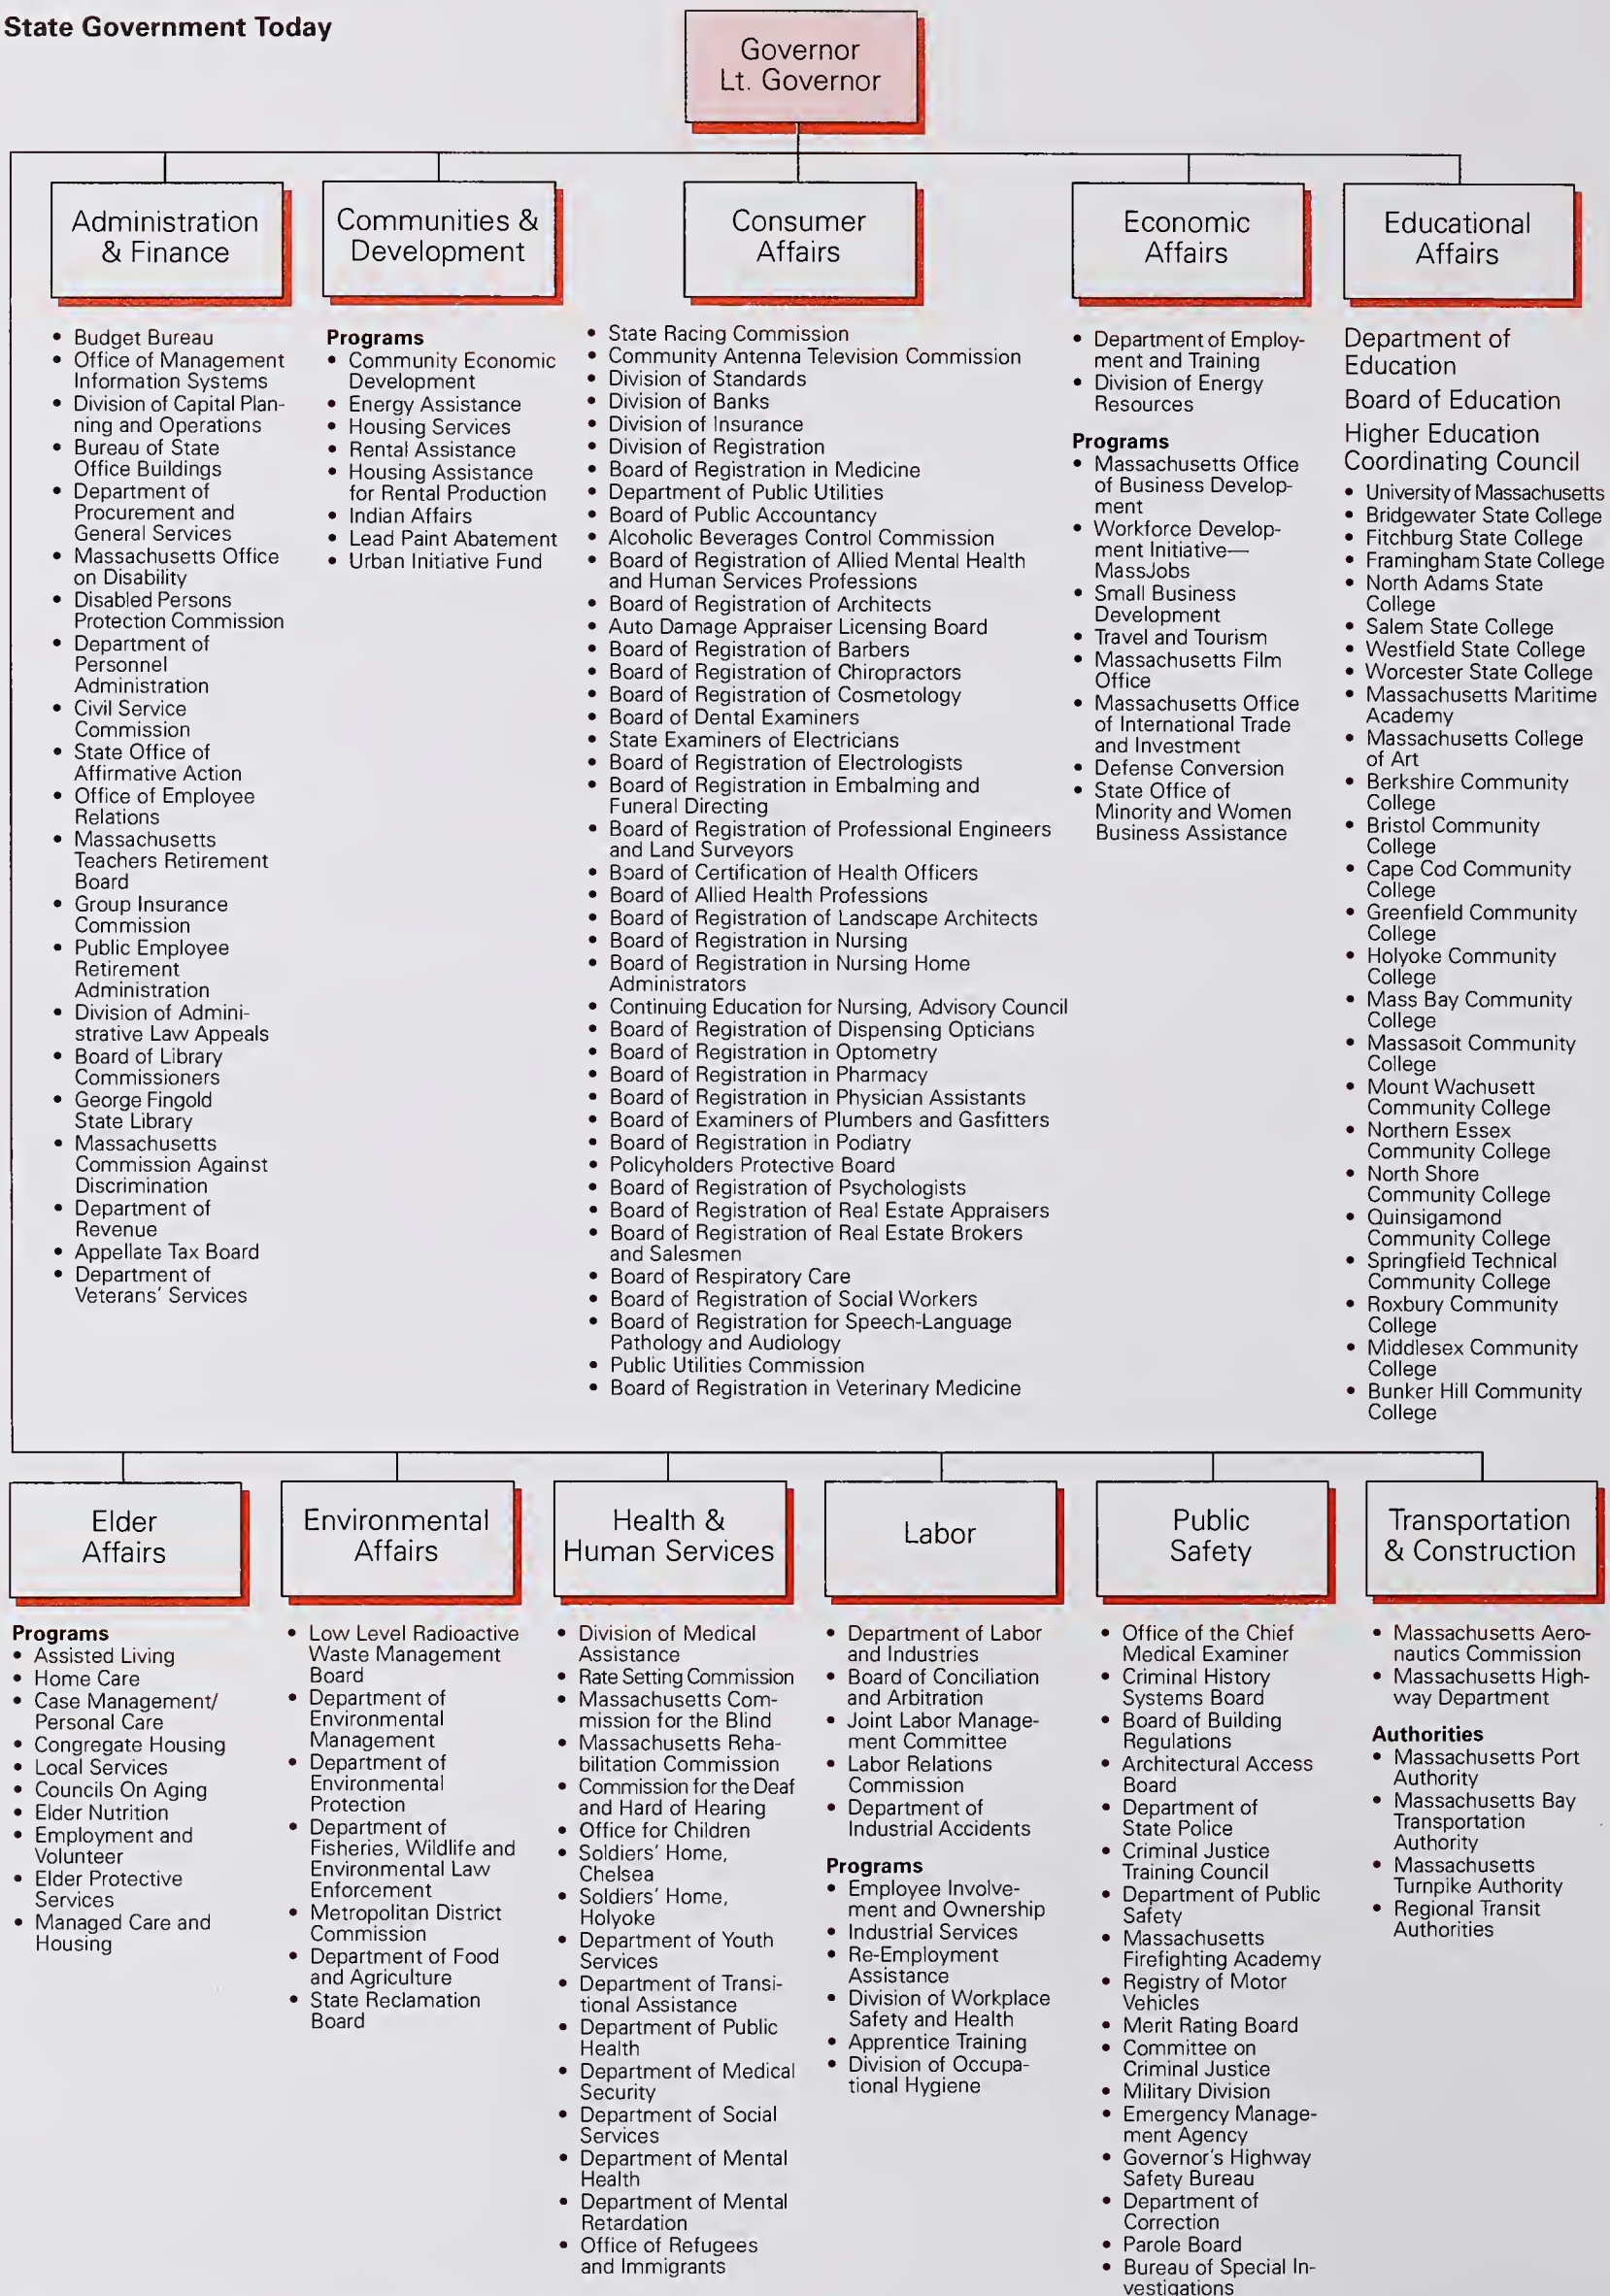 State Government Today
Governor
Lt. Governor
Administration
& Finance
• Budget Bureau
• Office of Management
Information Systems
• Division of Capital Plan-
ning and Operations
• Bureau of State
Office Buildings
• Department of
Procurement and
General Services
• Massachusetts Office
on Disability
• Disabled Persons
Protection Commission
• Department of
Personnel
Administration
• Civil Service
Commission
• State Office of
Affirmative Action
• Office of Employee
Relations
• Massachusetts
Teachers Retirement
Board
• Group Insurance
Commission
• Public Employee
Retirement
Administration
• Division of Admini-
strative Law Appeals
• Board of Library
Commissioners
• George Fingold
State Library
• Massachusetts
Commission Against
Discrimination
• Department of
Revenue
• Appellate Tax Board
• Department of
Veterans' Services
Communities &
Development
Programs
• Community Economic
Development
• Energy Assistance
• Housing Services
• Rental Assistance
• Housing Assistance
for Rental Production
• Indian Affairs
• Lead Paint Abatement
• Urban Initiative Fund
Consumer
Affairs
• State Racing Commission
• Community Antenna Television Commission
• Division of Standards
• Division of Banks
• Division of Insurance
• Division of Registration
• Board of Registration in Medicine
• Department of Public Utilities
• Board of Public Accountancy
• Alcoholic Beverages Control Commission
• Board of Registration of Allied Mental Health
and Human Services Professions
• Board of Registration of Architects
• Auto Damage Appraiser Licensing Board
• Board of Registration of Barbers
• Board of Registration of Chiropractors
• Board of Registration of Cosmetology
• Board of Dental Examiners
• State Examiners of Electricians
• Board of Registration of Electrologists
• Board of Registration in Embalming and
Funeral Directing
• Board of Registration of Professional Engineers
and Land Surveyors
• Board of Certification of Health Officers
• Board of Allied Health Professions
• Board of Registration of Landscape Architects
• Board of Registration in Nursing
• Board of Registration in Nursing Home
Administrators
• Continuing Education for Nursing, Advisory Council
• Board of Registration of Dispensing Opticians
• Board of Registration in Optometry
• Board of Registration in Pharmacy
• Board of Registration in Physician Assistants
• Board of Examiners of Plumbers and Gasfitters
• Board of Registration in Podiatry
• Policyholders Protective Board
• Board of Registration of Psychologists
• Board of Registration of Real Estate Appraisers
• Board of Registration of Real Estate Brokers
and Salesmen
• Board of Respiratory Care
• Board of Registration of Social Workers
• Board of Registration for Speech-Language
Pathology and Audiology
• Public Utilities Commission
• Board of Registration in Veterinary Medicine
Economic
Affairs
• Department of Employ-
ment and Training
• Division of Energy
Resources
Programs
• Massachusetts Office
of Business Develop-
ment
• Workforce Develop-
ment Initiative—
MassJobs
• Small Business
Development
• Travel and Tourism
• Massachusetts Film
Office
• Massachusetts Office
of International Trade
and Investment
• Defense Conversion
• State Office of
Minority and Women
Business Assistance
Educational
Affairs
Department of
Education
Board of Education
Higher Education
Coordinating Council
• University of Massachusetts
• Bridgewater State College
• Fitchburg State College
• Framingham State College
• North Adams State
College
• Salem State College
• Westfield State College
• Worcester State College
• Massachusetts Maritime
Academy
• Massachusetts College
of Art
• Berkshire Community
College
• Bristol Community
College
• Cape Cod Community
College
• Greenfield Community
College
• Holyoke Community
College
• Mass Bay Community
College
• Massasoit Community
College
• Mount Wachusett
Community College
• Northern Essex
Community College
• North Shore
Community College
• Quinsigamond
Community College
• Springfield Technical
Community College
• Roxbury Community
College
• Middlesex Community
College
• Bunker Hill Community
College
Elder
Affairs
Programs
• Assisted Living
• Home Care
• Case Management/
Personal Care
• Congregate Housing
• Local Services
• Councils On Aging
• Elder Nutrition
• Employment and
Volunteer
• Elder Protective
Services
• Managed Care and
Housing
Environmental
Affairs
• Low Level Radioactive
Waste Management
Board
• Department of
Environmental
Management
• Department of
Environmental
Protection
• Department of
Fisheries, Wildlife and
Environmental Law
Enforcement
• Metropolitan District
Commission
• Department of Food
and Agriculture
• State Reclamation
Board
Health &
Human Services
• Division of Medical
Assistance
• Rate Setting Commission
• Massachusetts Com-
mission for the Blind
• Massachusetts Reha-
bilitation Commission
• Commission for the Deaf
and Hard of Hearing
• Office for Children
• Soldiers' Home,
Chelsea
• Soldiers' Home,
Holyoke
• Department of Youth
Services
• Department of Transi-
tional Assistance
• Department of Public
Health
• Department of Medical
Security
• Department of Social
Services
• Department of Mental
Health
• Department of Mental
Retardation
• Office of Refugees
and Immigrants
Labor
• Department of Labor
and Industries
• Board of Conciliation
and Arbitration
• Joint Labor Manage-
ment Committee
• Labor Relations
Commission
• Department of
Industrial Accidents
Programs
• Employee Involve-
ment and Ownership
• Industrial Services
• Re-Employment
Assistance
• Division of Workplace
Safety and Health
• Apprentice Training
• Division of Occupa-
tional Hygiene
Public
Safety
• Office of the Chief
Medical Examiner
• Criminal History
Systems Board
• Board of Building
Regulations
• Architectural Access
Board
• Department of
State Police
• Criminal Justice
Training Council
• Department of Public
Safety
• Massachusetts
Firefighting Academy
• Registry of Motor
Vehicles
• Merit Rating Board
• Committee on
Criminal Justice
• Military Division
• Emergency Manage-
ment Agency
• Governor's Highway
Safety Bureau
• Department of
Correction
• Parole Board
• Bureau of Special In-
vestigations
Transportation
& Construction
• Massachusetts Aero-
nautics Commission
• Massachusetts High-
way Department
Authorities
• Massachusetts Port
Authority
• Massachusetts Bay
Transportation
Authority
• Massachusetts
Turnpike Authority
• Regional Transit
Authorities